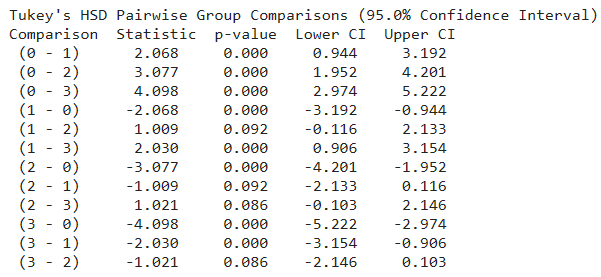 Tukey's HSD Pairwise Group Comparisons (95.0% Confidence Interval)
Comparison  Statistic  p-value  Lower CI  Upper CI
 (0 - 1)      2.068     0.000     0.944     3.192
 (0 - 2)      3.077     0.000     1.952     4.201
 (0 - 3)      4.098     0.000     2.974     5.222
 (1 - 0)     -2.068     0.000    -3.192    -0.944
 (1 - 2)      1.009     0.092    -0.116     2.133
 (1 - 3)      2.030     0.000     0.906     3.154
 (2 - 0)     -3.077     0.000    -4.201    -1.952
 (2 - 1)     -1.009     0.092    -2.133     0.116
 (2 - 3)      1.021     0.086    -0.103     2.146
 (3 - 0)     -4.098     0.000    -5.222    -2.974
 (3 - 1)     -2.030     0.000    -3.154    -0.906
 (3 - 2)     -1.021     0.086    -2.146     0.103